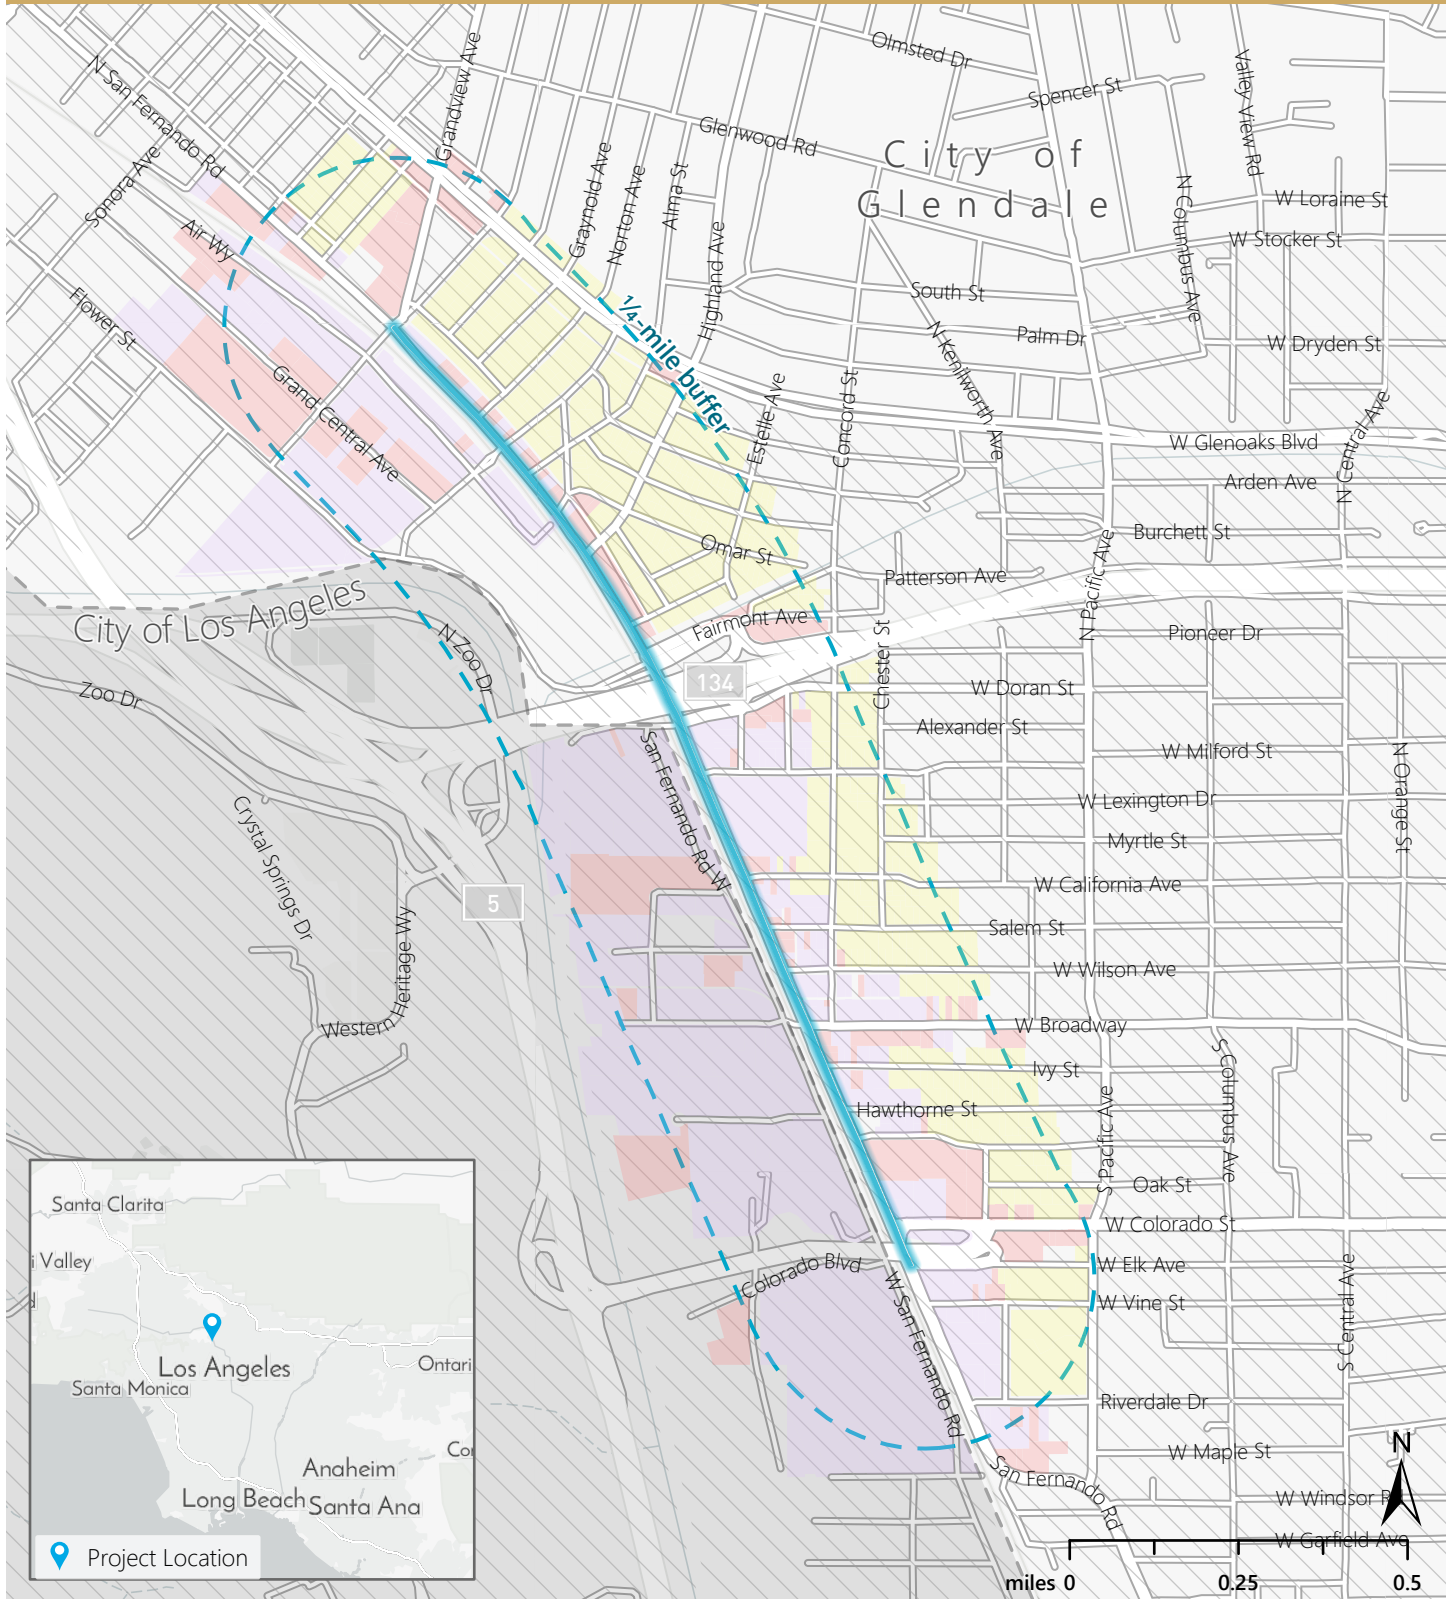 Olmsted Dr
Grandview Ave
N San Fernando Rd
Spencer St
Valley View Rd
Glenwood Rd
City of
Glendale
Sonora Ave
Graynold Ave
Norton Ave
Alma St
N Columbus Ave
W Loraine St
Air Wy
W Stocker St
Highland Ave
South St
Flower St
1/4-mile buffer
Palm Dr
N Kenilworth Ave
W Dryden St
Grand Central Ave
Estelle Ave
Concord St
N Central Ave
W Glenoaks Blvd
Arden Ave
Burchett St
Omar St
Patterson Ave
N Pacific Ave
City of Los Angeles
Fairmont Ave
Pioneer Dr
N Zoo Dr
Chester St
134
Zoo Dr
W Doran St
Alexander St
W Milford St
San Fernando Rd W
N Orange St
W Lexington Dr
Crystal Springs Dr
Myrtle St
W California Ave
5
Salem St
Western Heritage Wy
W Wilson Ave
W Broadway
Ivy St
S Columbus Ave
Hawthorne St
S Pacific Ave
Oak St
W Colorado St
Colorado Blvd
W Elk Ave
W Vine St
W San Fernando Rd
S Central Ave
Riverdale Dr
W Maple St
San Fernando Rd
W Windsor
W Garfield Ave
N
miles 0 0.25 0.5
Santa Clarita
i Valley
d
Los Angeles
Ontari
Santa Monica
Co
Anaheim
Long Beach
Santa Ana
Project Location